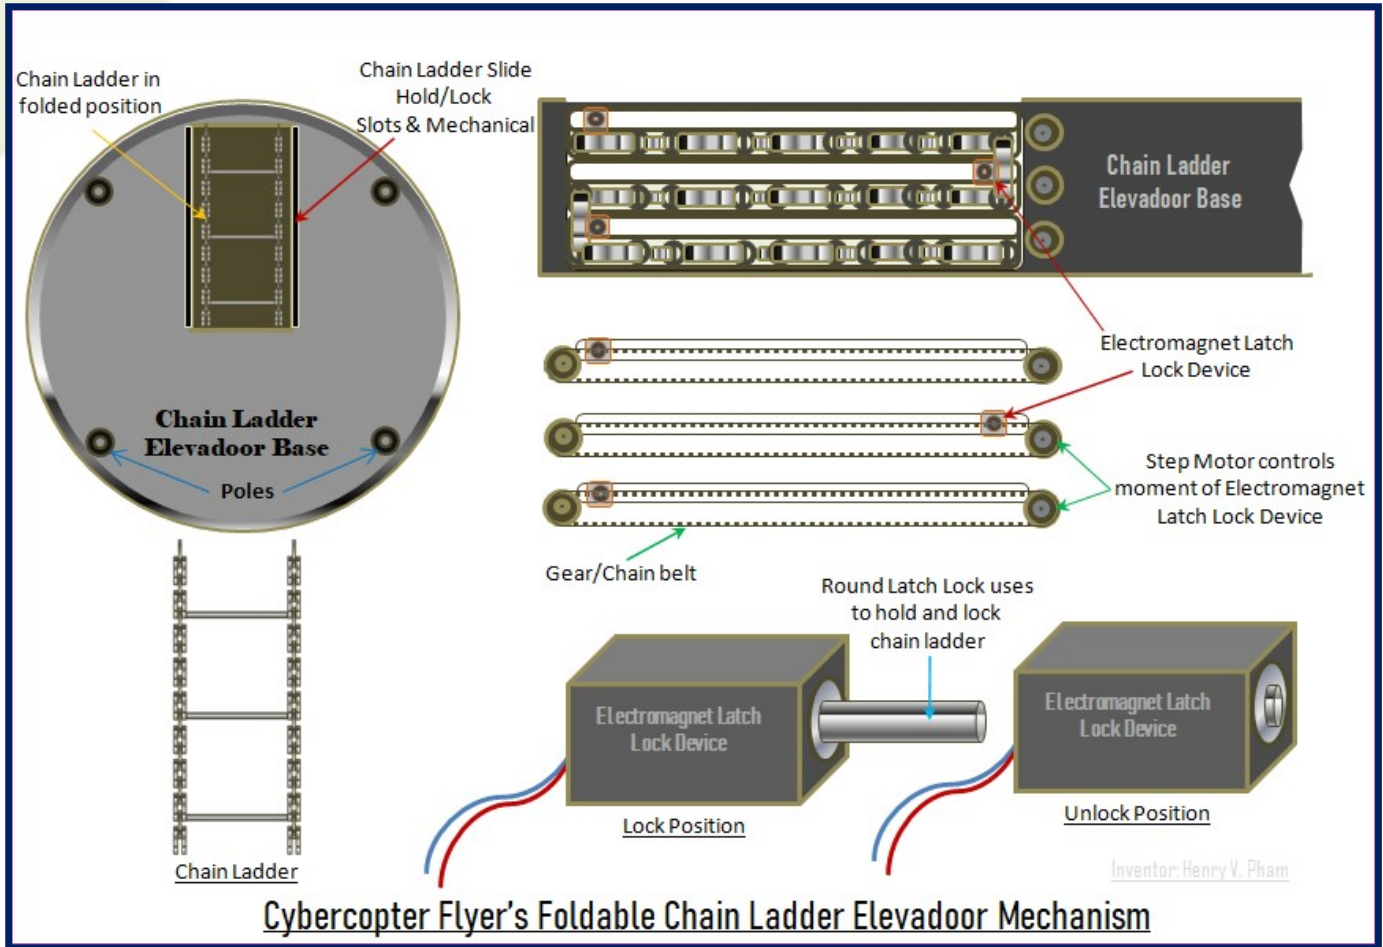 Chain Ladder in
folded position
Chain Ladder Slide
Hold/Lock
Slots & Mechanical
Chain Ladder
Elevadoor Base
Poles
Chain Ladder
Elevadoor Base
Electromagnet Latch
Lock Device
Step Motor controls
moment of Electromagnet
Latch Lock Device
Gear/Chain belt
Round Latch Lock uses
to hold and lock
chain ladder
Electromagnet Latch
Lock Device
Lock Position
Electromagnet Latch
Lock Device
Unlock Position
Chain Ladder
Inventor: Henry V. Pham
Cybercopter Flyer's Foldable Chain Ladder Elevadoor Mechanism